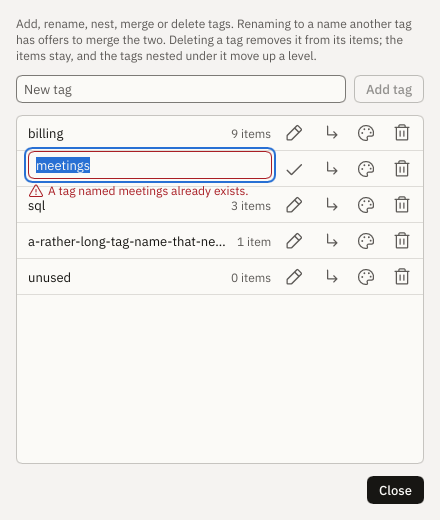 Add, rename, nest, merge or delete tags. Renaming to a name another tag
has offers to merge the two. Deleting a tag removes it from its items; the
items stay, and the tags nested under it move up a level.
New tag
Add tag
billing 9 items
meetings
A tag named meetings already exists.
sql 3 items
a-rather-long-tag-name-that-ne... 1 item
unused 0 items
Close